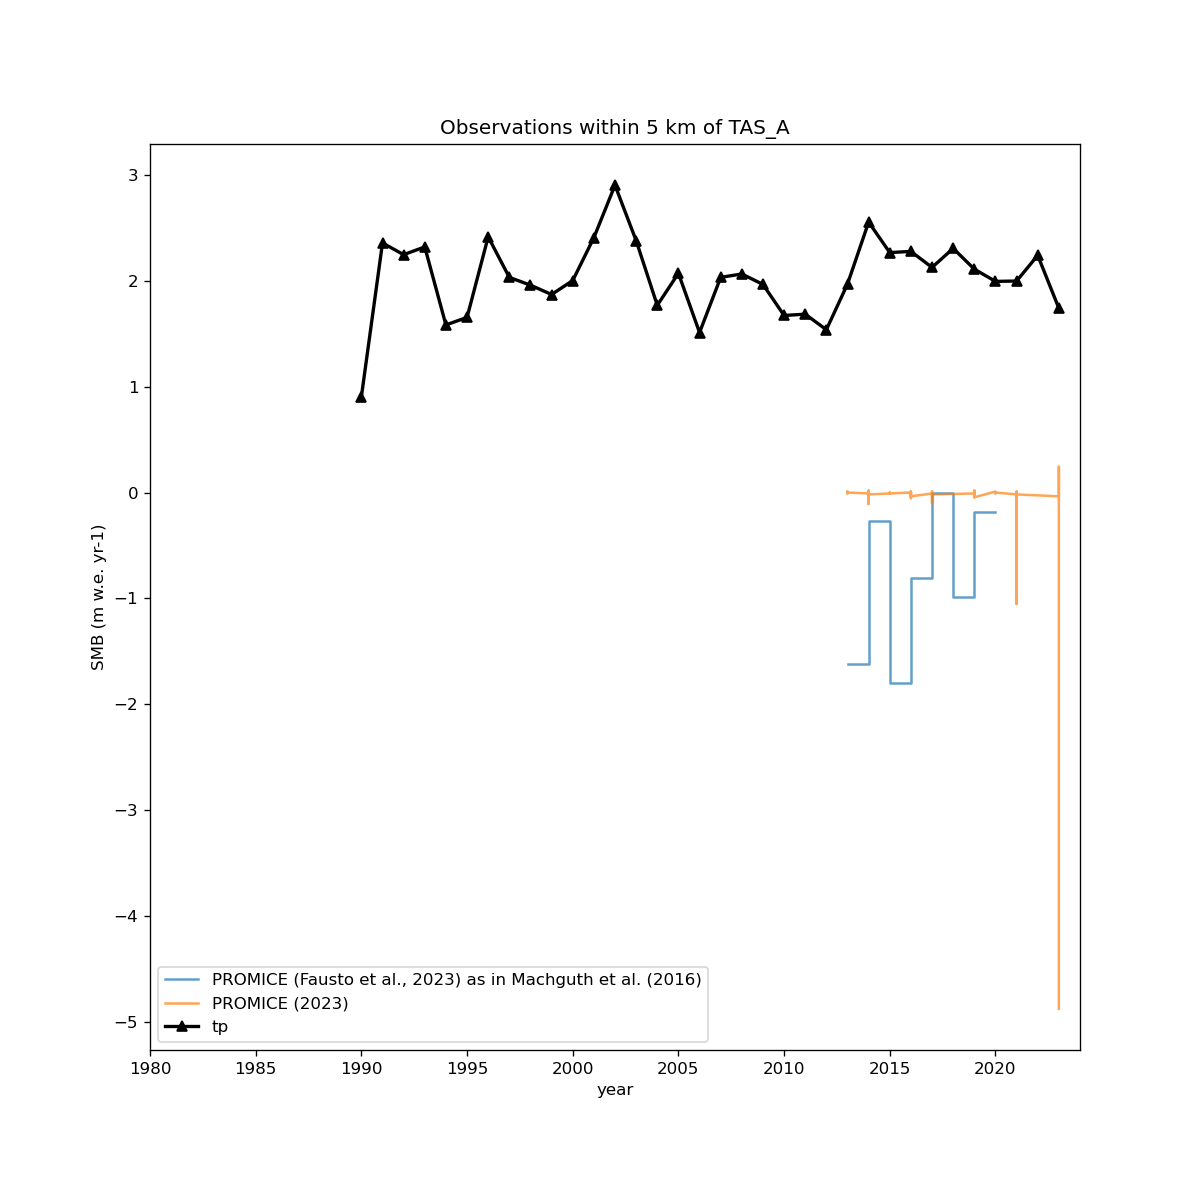 Observations within 5 km of TAS_A
3
2
1
0
−1
−2
−3
−4
−5
SMB (m w.e. yr-1)
PROMICE (Fausto et al., 2023) as in Machguth et al. (2016)
PROMICE (2023)
tp
1980 1985 1990 1995 2000 2005 2010 2015 2020
year